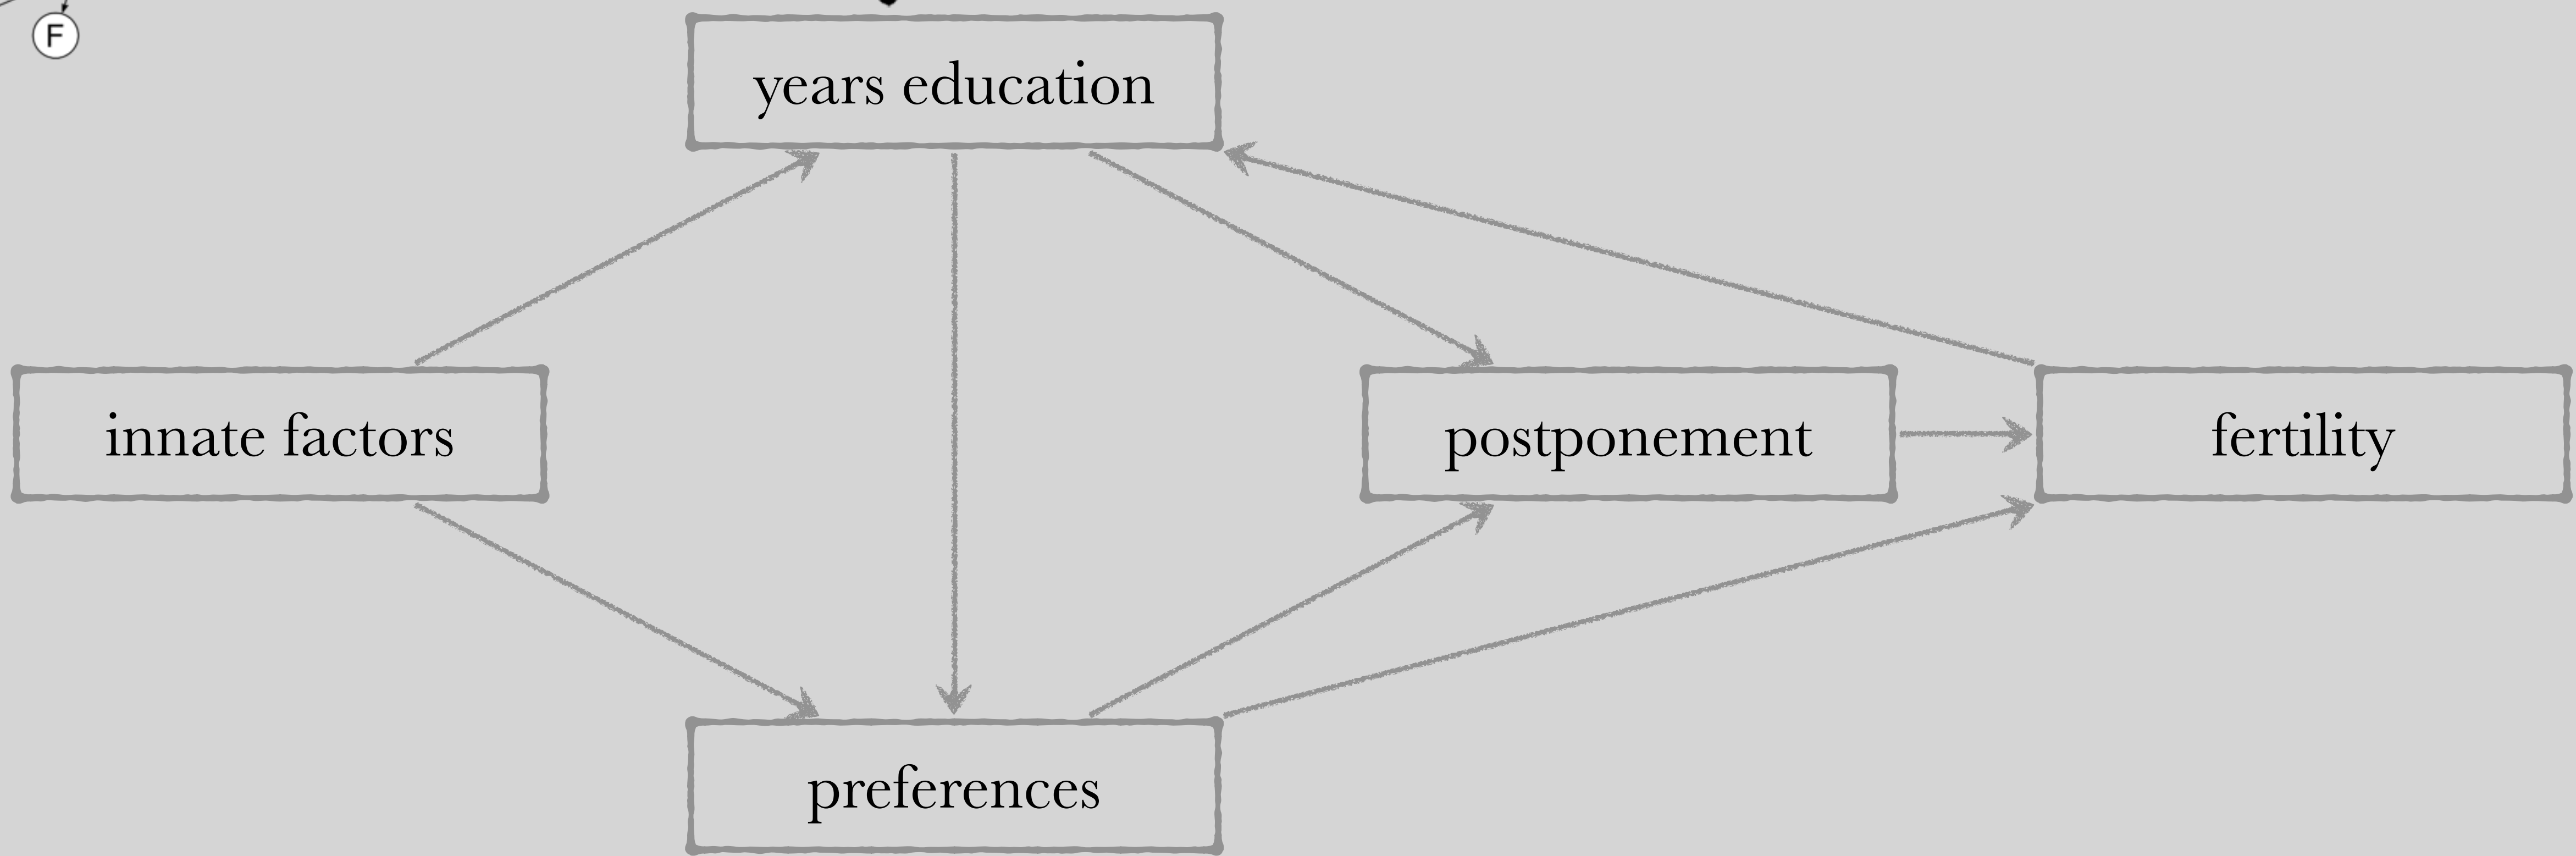 F
years education
innate factors
postponement
fertility
preferences